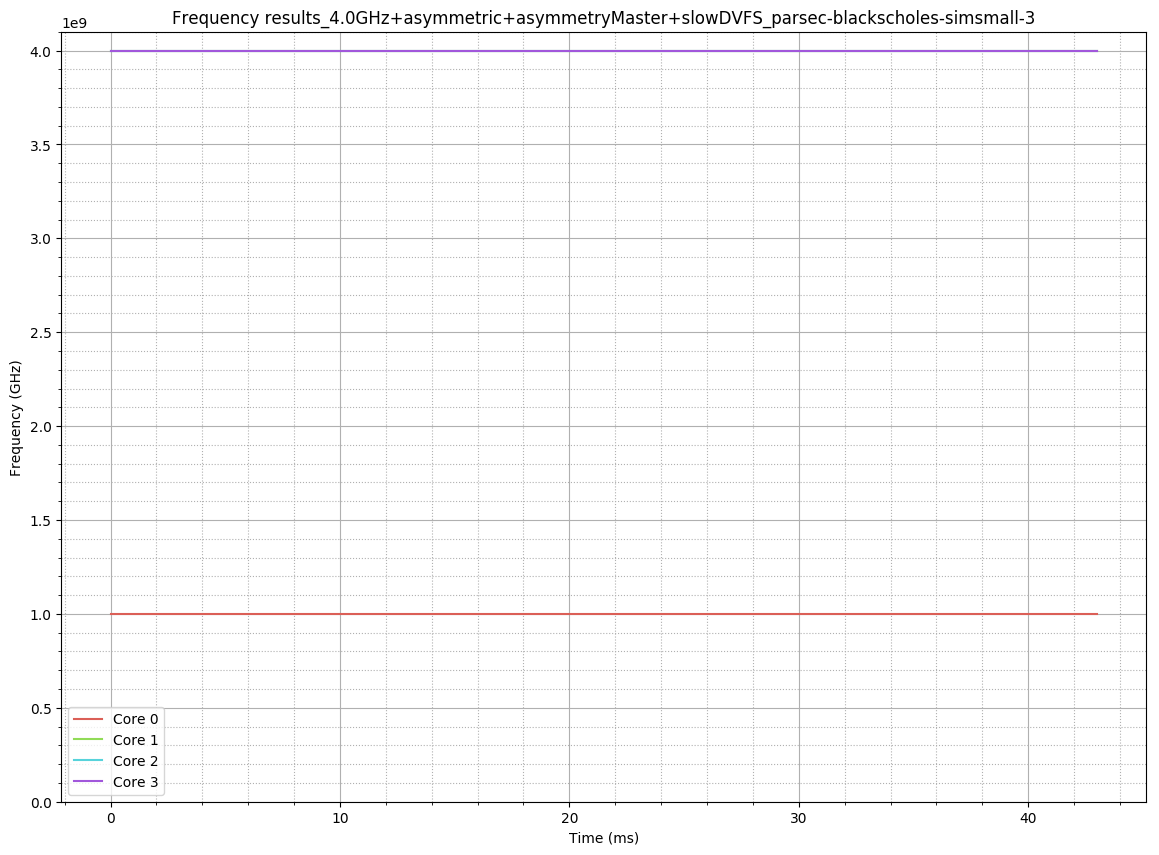 Frequency results_4.0GHz+asymmetric+asymmetryMaster+slowDVFS_parsec-blackscholes-simsmall-3
1e9
4.0
3.5
3.0
2.5
2.0
1.5
1.0
0.5
0.0
Frequency (GHz)
Core 0
Core 1
Core 2
Core 3
0 10 20 30 40
Time (ms)